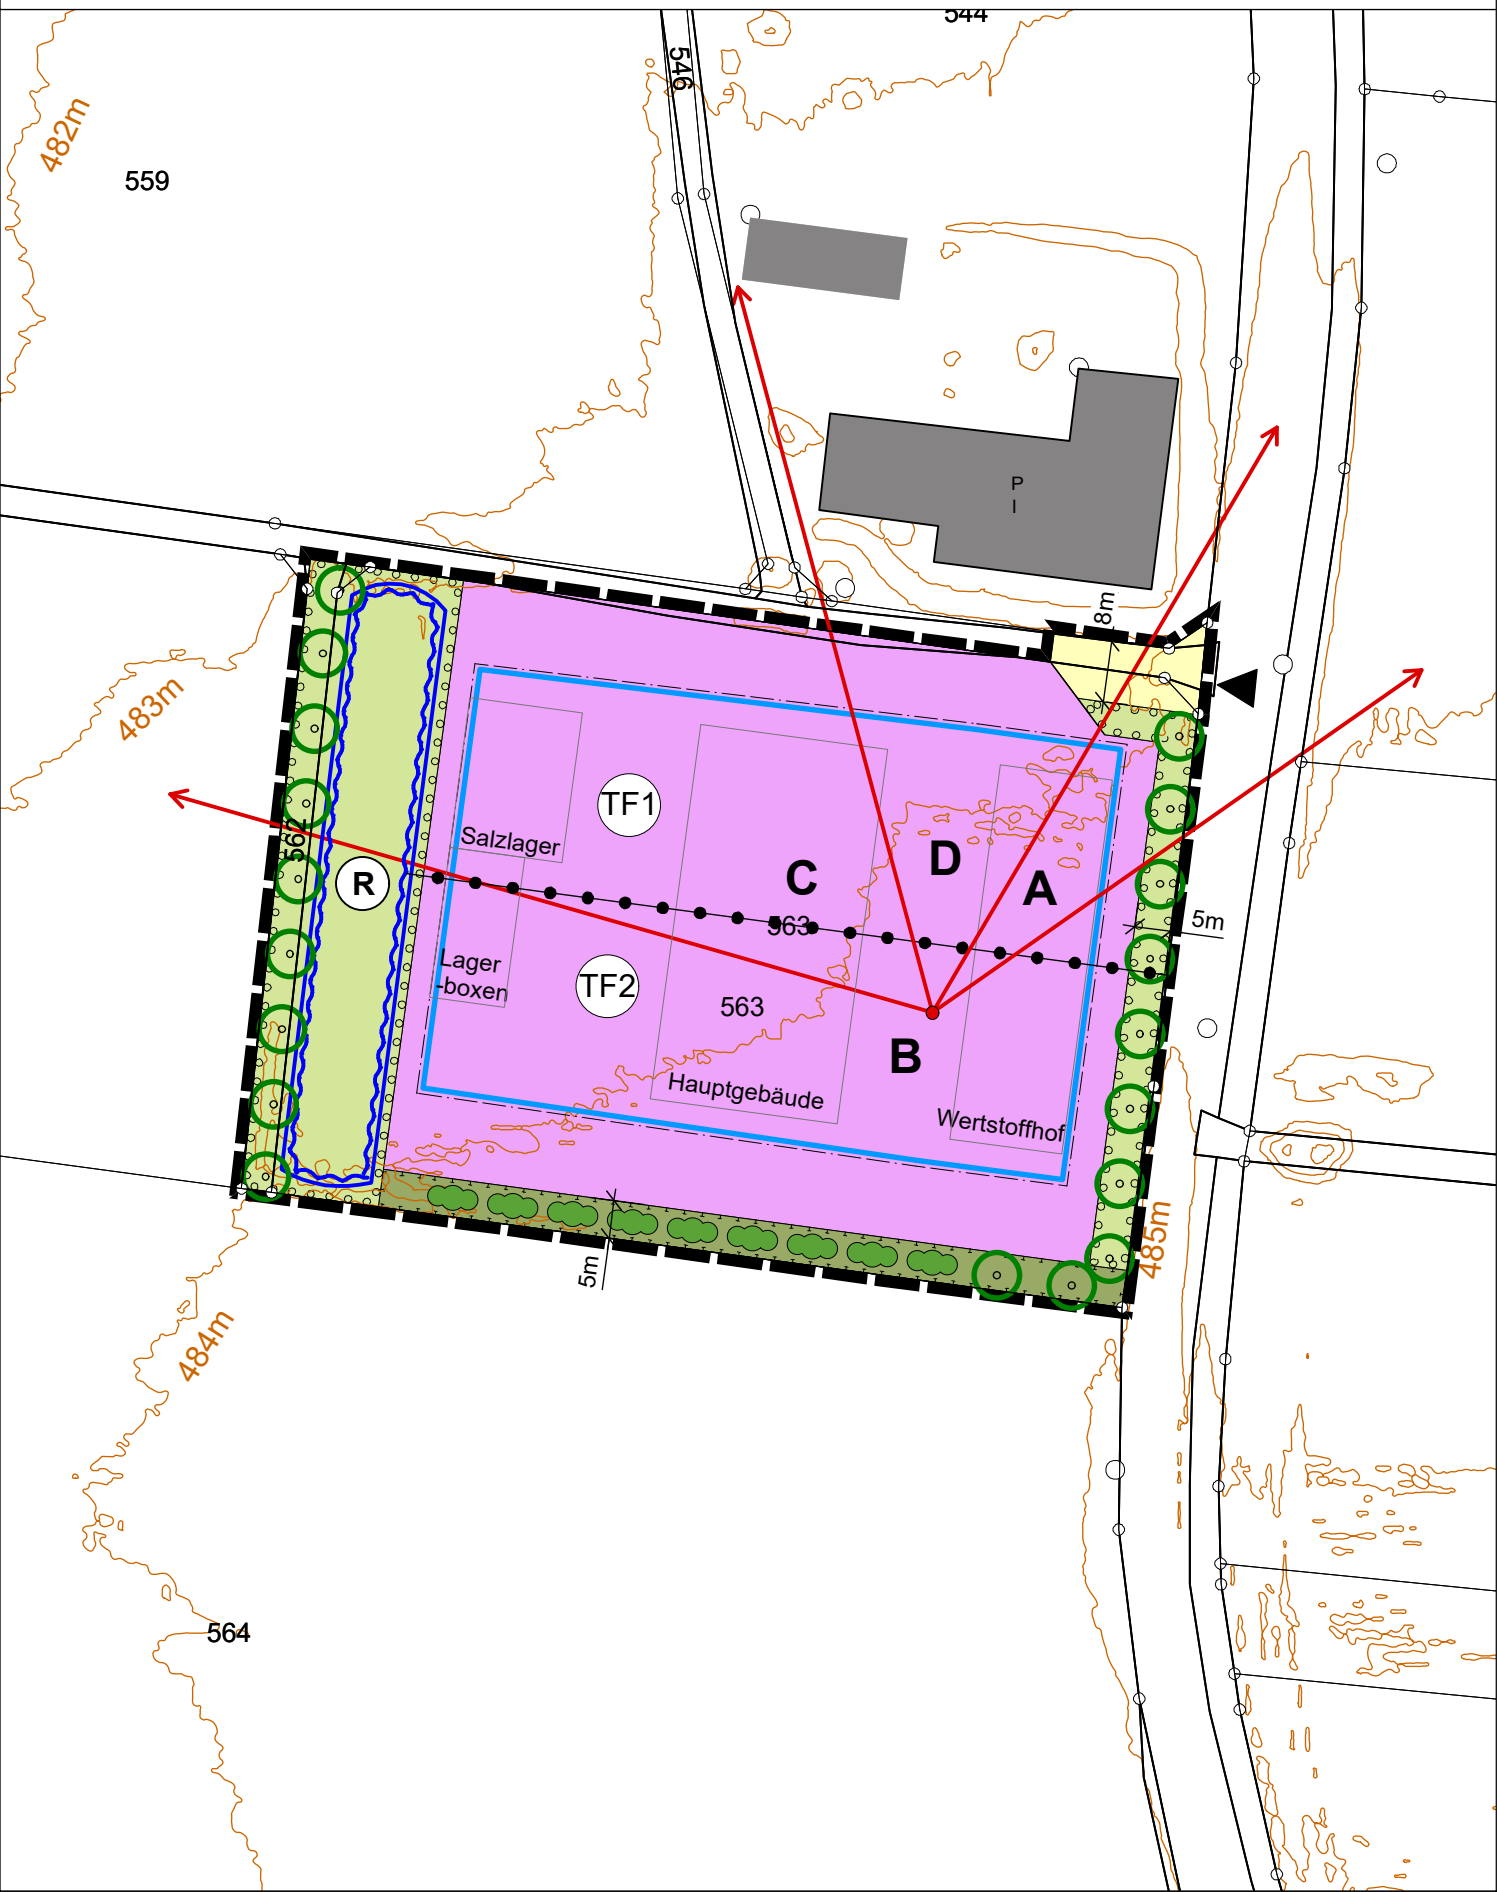 544
546
482m
559
P
I
8m
483m
TF1
Salzlager
D
C
A
562
R
563
5m
Lager
-boxen
TF2
563
B
Hauptgebäude
Wertstoffhof
485m
5m
484m
564